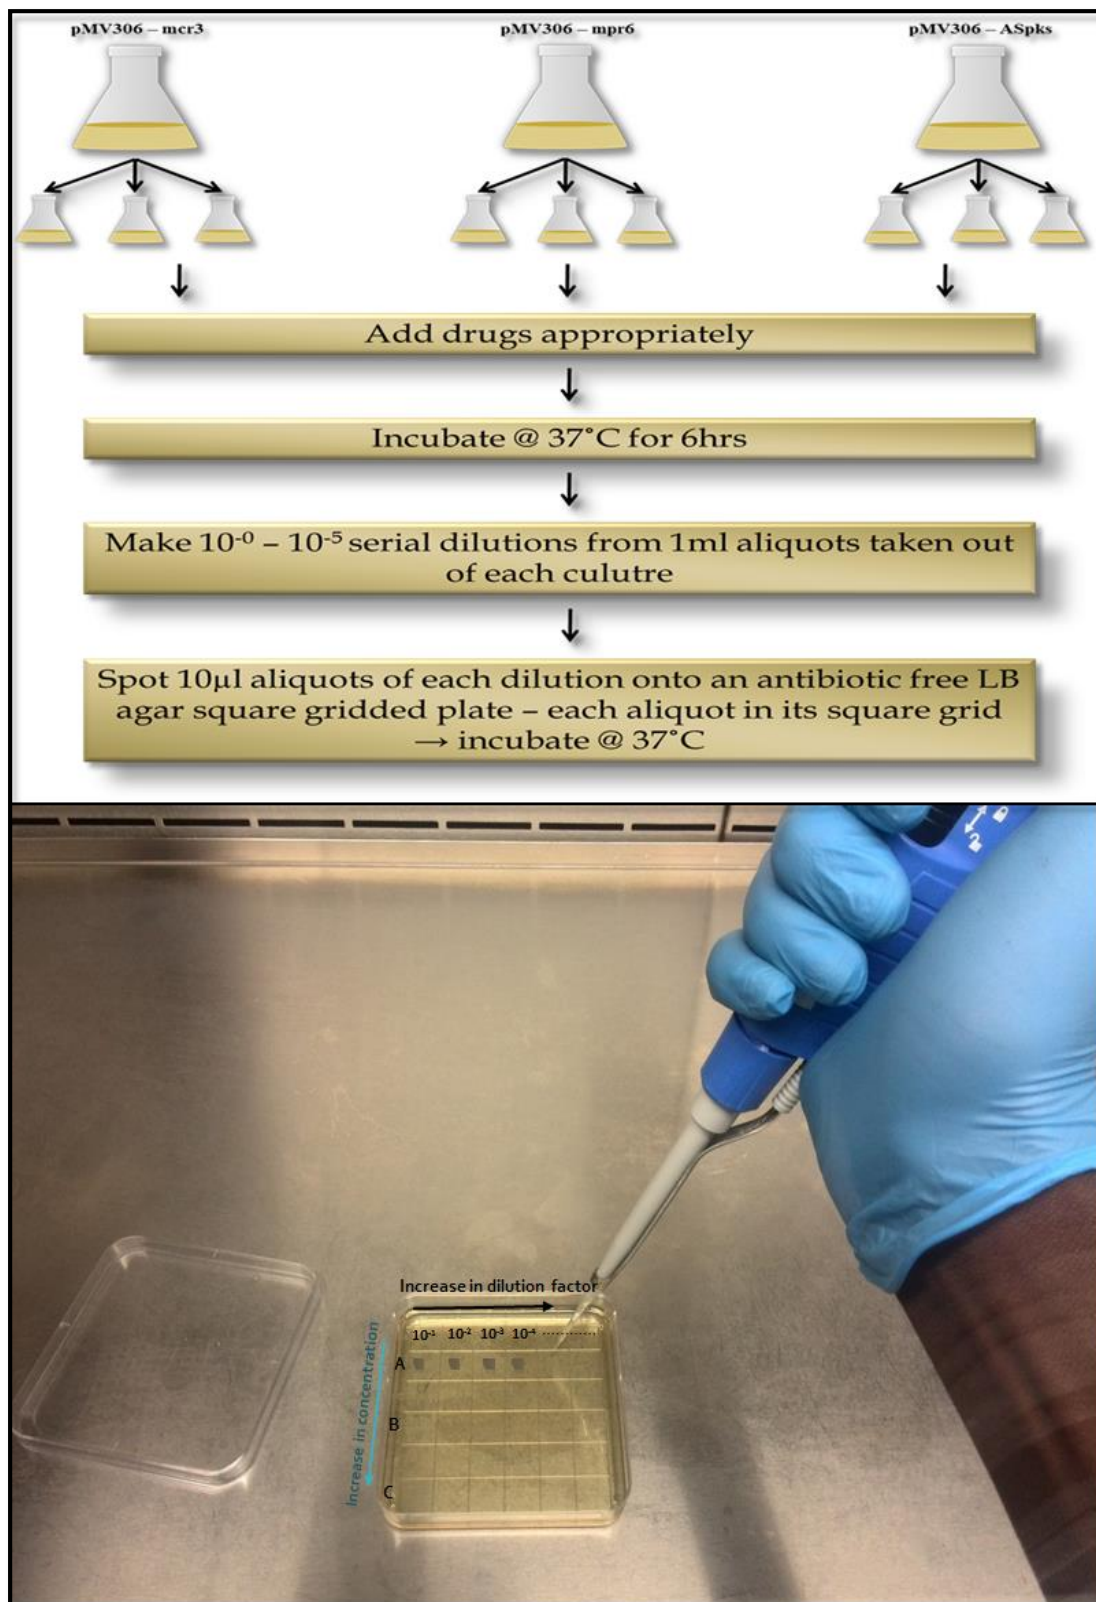 pMV306 – mcr3
pMV306 – mpr6
pMV306 – ASpks
Add drugs appropriately
Incubate @ 37°C for 6hrs
Make 10⁻⁰ – 10⁻⁵ serial dilutions from 1ml aliquots taken out
of each culutre
Spot 10µl aliquots of each dilution onto an antibiotic free LB
agar square gridded plate – each aliquot in its square grid
→ incubate @ 37°C
Increase in dilution factor
10⁻¹ 10⁻² 10⁻³ 10⁻⁴ ............
Increase in concentration
A
B
C